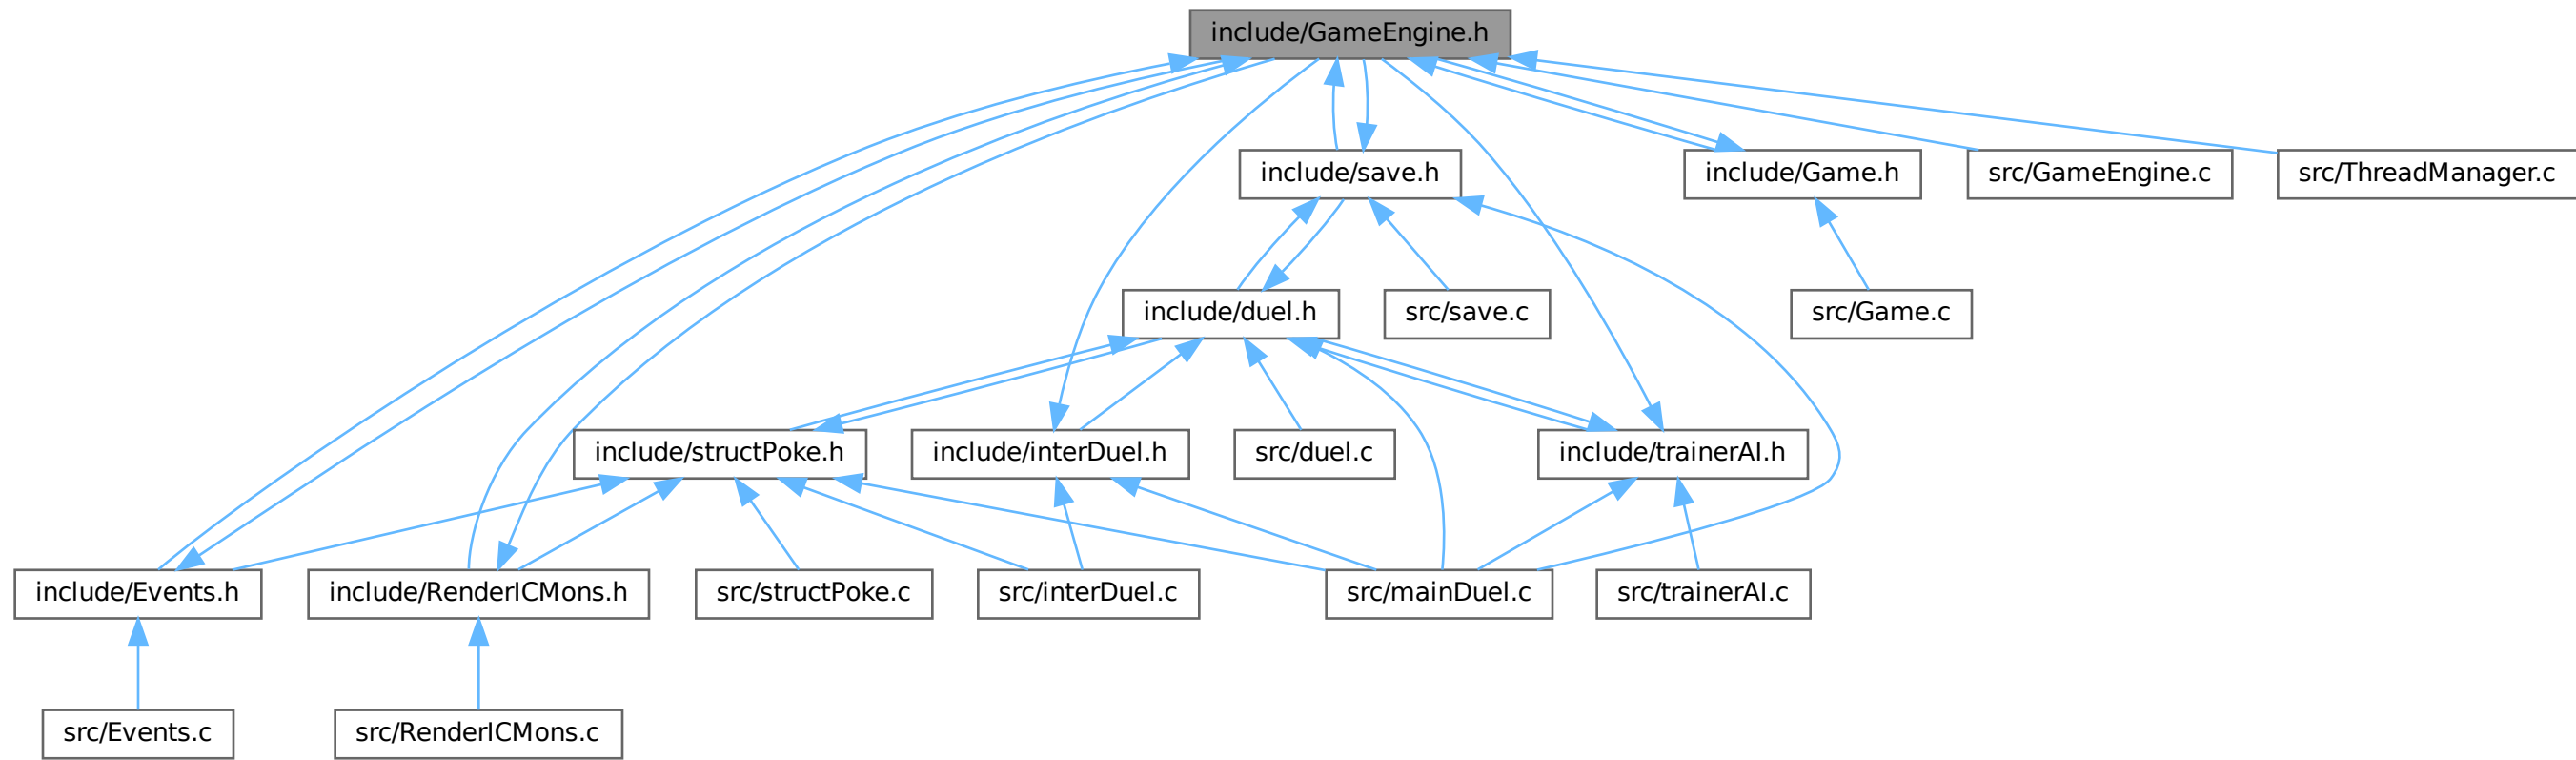 include/GameEngine.h
include/save.h
include/Game.h
src/GameEngine.c
src/ThreadManager.c
include/duel.h
src/save.c
src/Game.c
include/structPoke.h
include/interDuel.h
src/duel.c
include/trainerAI.h
include/Events.h
include/RenderICMons.h
src/structPoke.c
src/interDuel.c
src/mainDuel.c
src/trainerAI.c
src/Events.c
src/RenderICMons.c